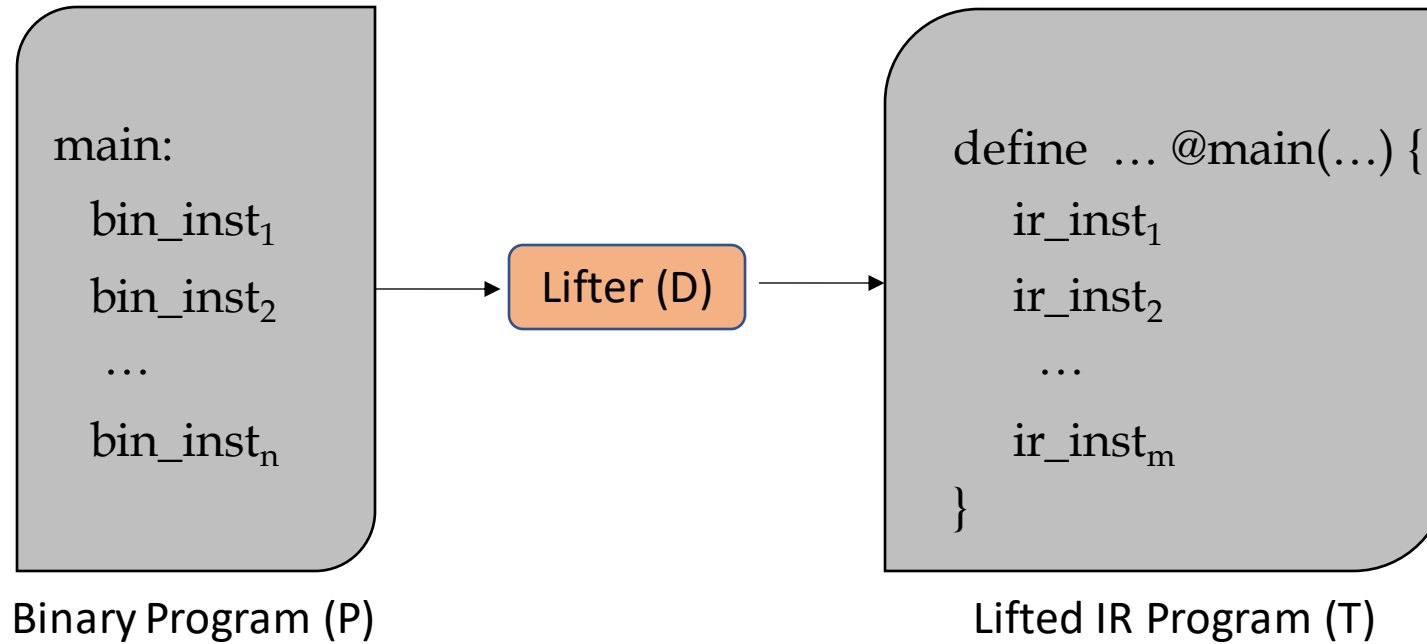 main:
bin_inst₁
bin_inst₂
…
bin_instₙ
Binary Program (P)
Lifter (D)
define … @main(…) {
ir_inst₁
ir_inst₂
…
ir_instₘ
}
Lifted IR Program (T)